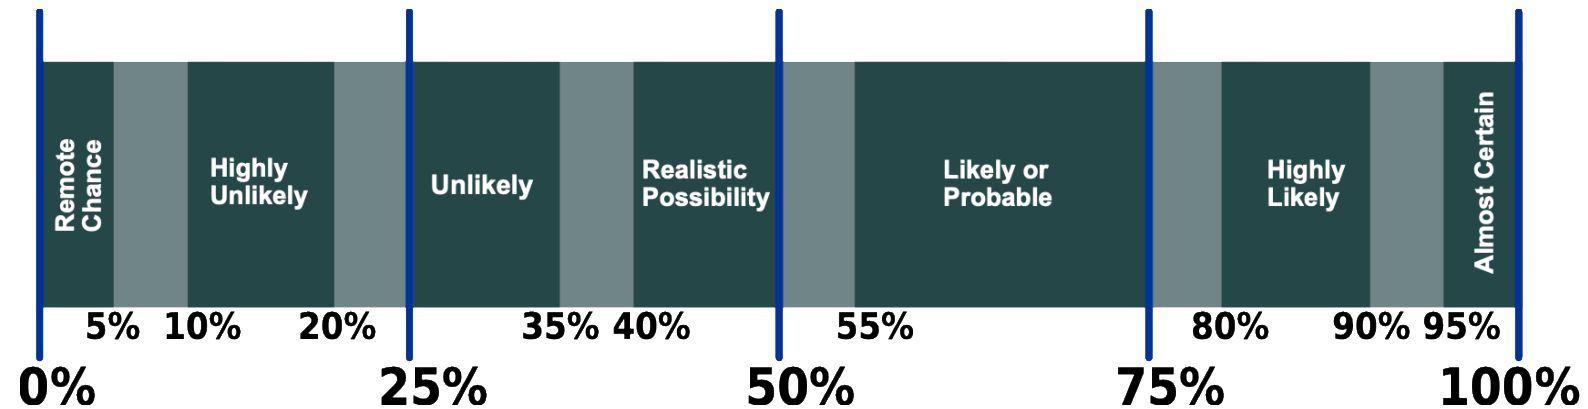 Remote
Chance
Highly
Unlikely
Unlikely
Realistic
Possibility
Likely or
Probable
Highly
Likely
Almost Certain
5% 10% 20% 35% 40% 55% 80% 90% 95%
0% 25% 50% 75% 100%